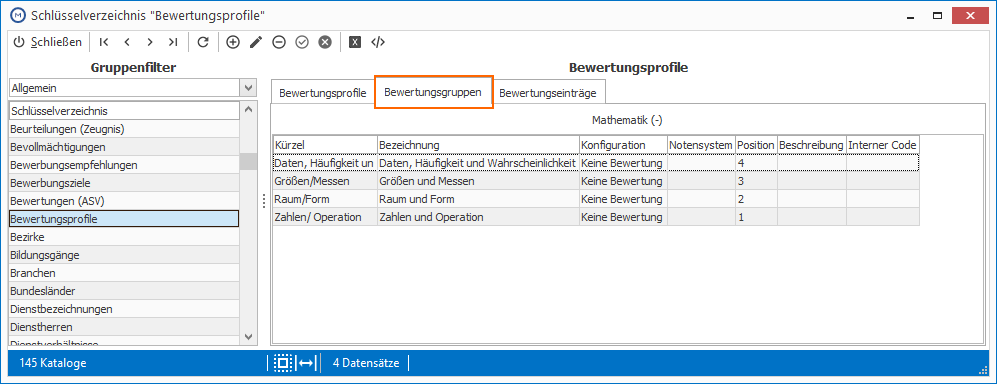 Schlüsselverzeichnis "Bewertungsprofile"
Schließen
Gruppenfilter
Allgemein
Schlüsselverzeichnis
Beurteilungen (Zeugnis)
Bevollmächtigungen
Bewerbungsempfehlungen
Bewerbungsziele
Bewertungen (ASV)
Bewertungsprofile
Bezirke
Bildungsgänge
Branchen
Bundesländer
Dienstbezeichnungen
Dienstherren
Dienstverhältnisse
Bewertungsprofile
Bewertungsprofile Bewertungsgruppen Bewertungseinträge
Mathematik (-)
Kürzel Bezeichnung Konfiguration Notensystem Position Beschreibung Interner Code
Daten, Häufigkeit un Daten, Häufigkeit und Wahrscheinlichkeit Keine Bewertung 4
Größen/Messen Größen und Messen Keine Bewertung 3
Raum/Form Raum und Form Keine Bewertung 2
Zahlen/ Operation Zahlen und Operation Keine Bewertung 1
145 Kataloge 4 Datensätze